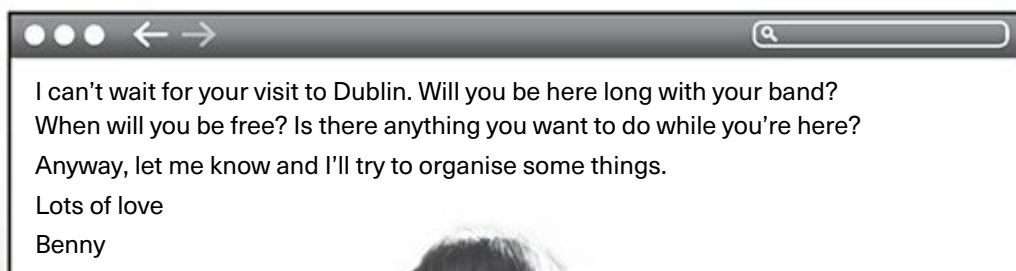 I can’t wait for your visit to Dublin. Will you be here long with your band?
When will you be free? Is there anything you want to do while you’re here?
Anyway, let me know and I’ll try to organise some things.
Lots of love
Benny